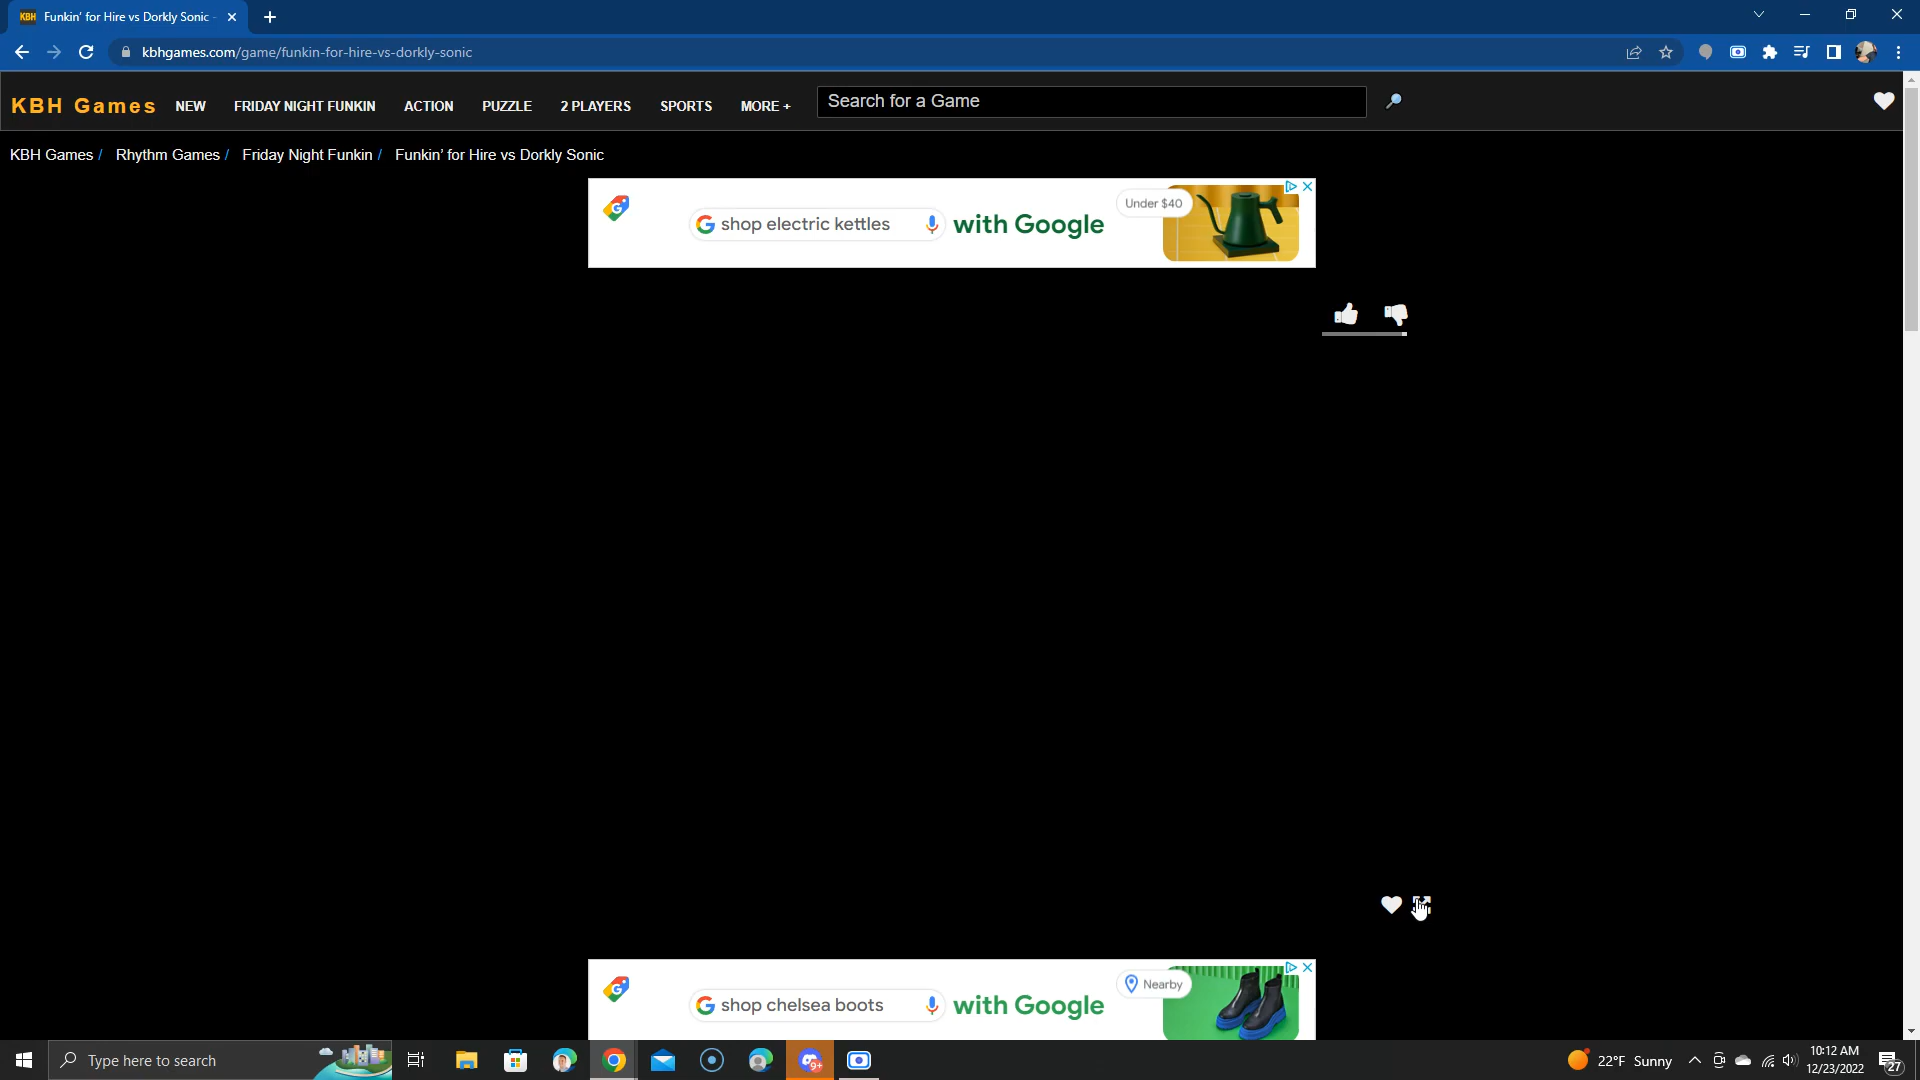 KBH Funkin' for Hire vs Dorkly Sonic -
kbhgames.com/game/funkin-for-hire-vs-dorkly-sonic
KBH Games NEW FRIDAY NIGHT FUNKIN ACTION PUZZLE 2 PLAYERS SPORTS MORE + Search for a Game
KBH Games / Rhythm Games / Friday Night Funkin / Funkin' for Hire vs Dorkly Sonic
G shop electric kettles with Google Under $40
G shop chelsea boots with Google Nearby
Type here to search 9+ 22°F Sunny 10:12 AM
12/23/2022 27